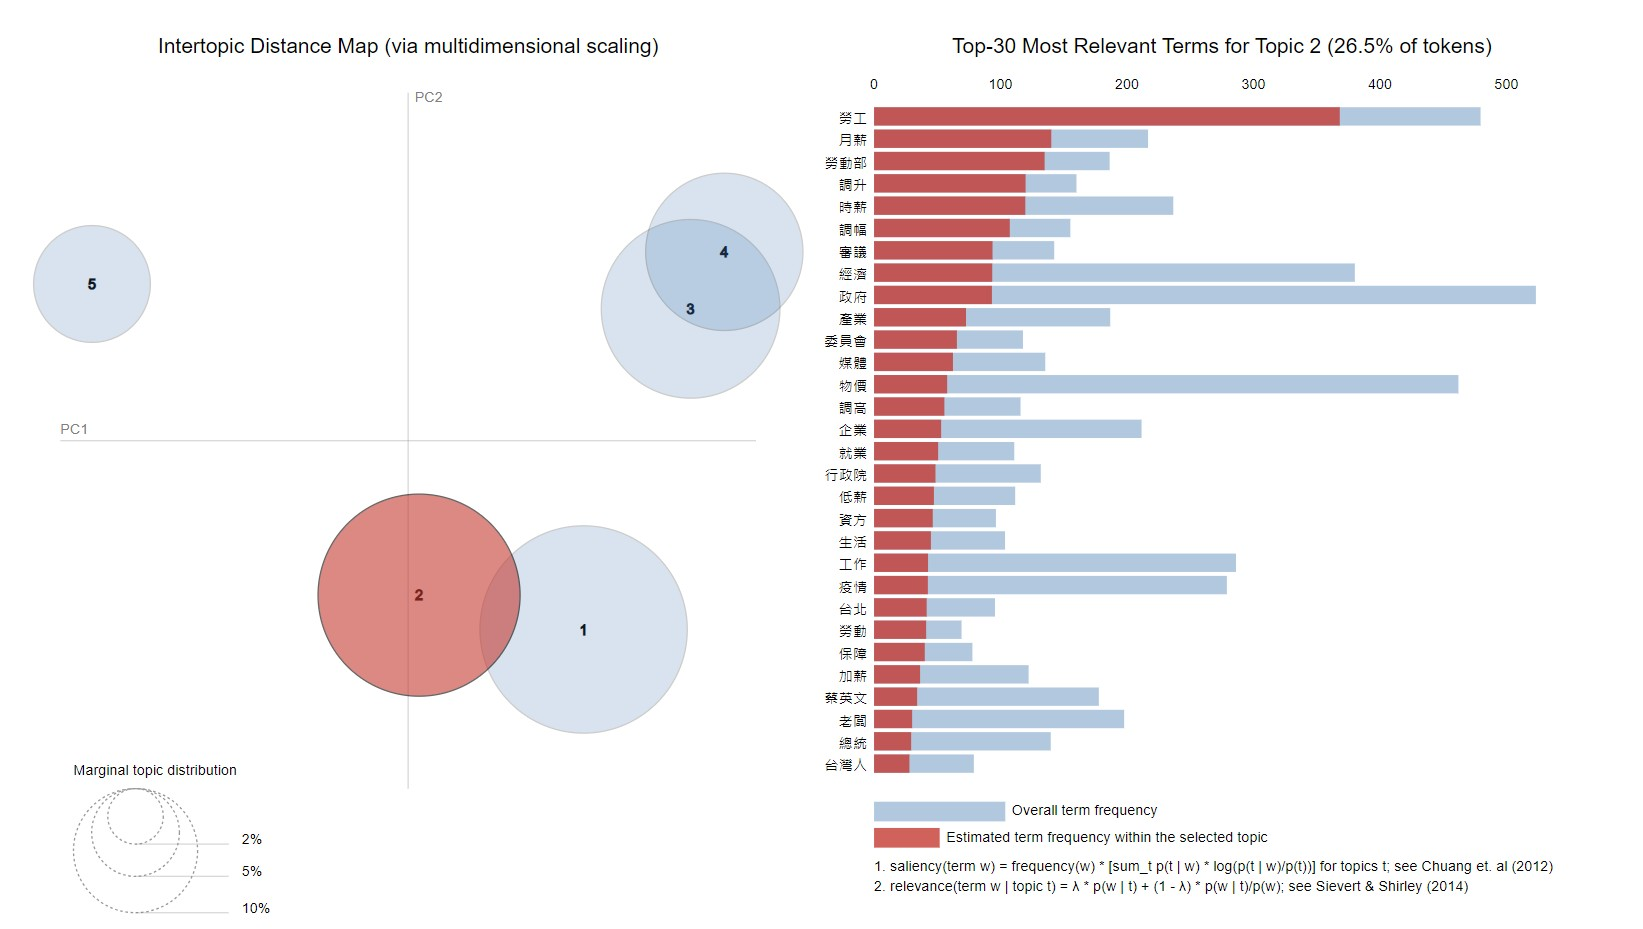 Intertopic Distance Map (via multidimensional scaling)
PC2
PC1
5
4
3
2
1
Marginal topic distribution
2%
5%
10%
Top-30 Most Relevant Terms for Topic 2 (26.5% of tokens)
0 100 200 300 400 500
勞工
月薪
勞動部
調升
時薪
調幅
審議
經濟
政府
產業
委員會
媒體
物價
調高
企業
就業
行政院
低薪
資方
生活
工作
疫情
台北
勞動
保障
加薪
蔡英文
老闆
總統
台灣人
Overall term frequency
Estimated term frequency within the selected topic
1. saliency(term w) = frequency(w) * [sum_t p(t | w) * log(p(t | w)/p(t))] for topics t; see Chuang et. al (2012)
2. relevance(term w | topic t) = λ * p(w | t) + (1 - λ) * p(w | t)/p(w); see Sievert & Shirley (2014)